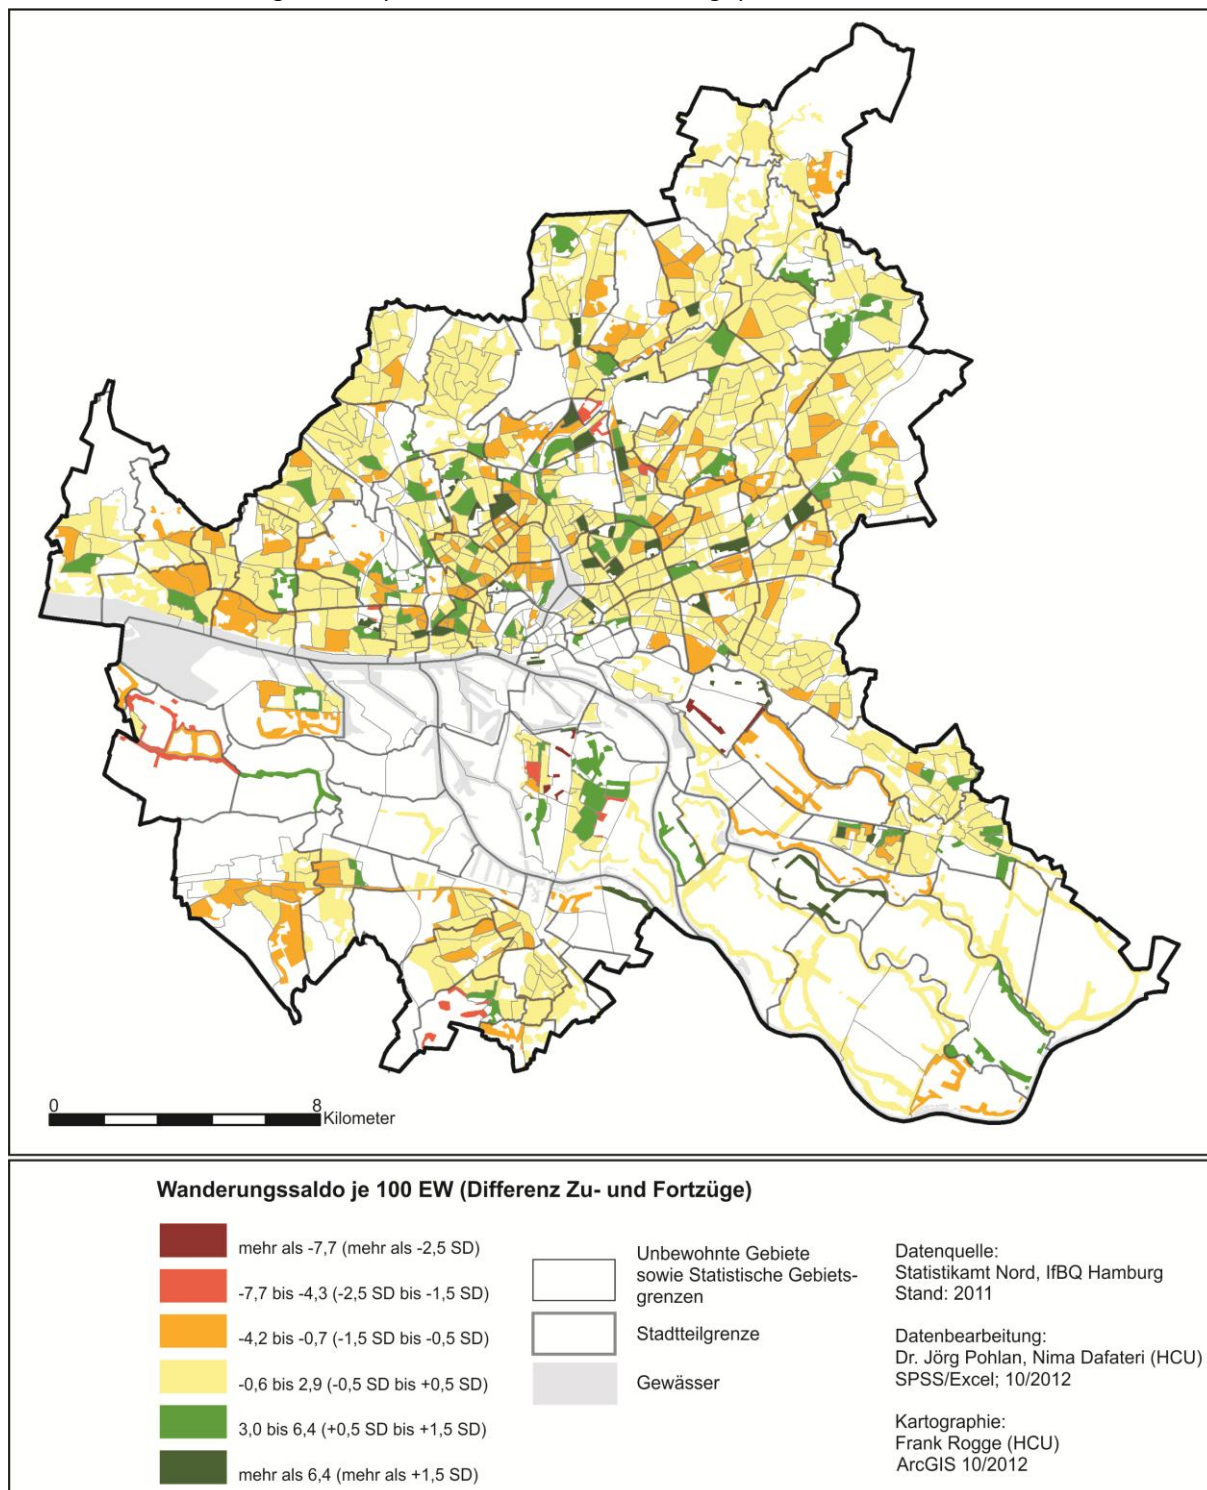 0
8
Kilometer
Wanderungssaldo je 100 EW (Differenz Zu- und Fortzüge)
mehr als -7,7 (mehr als -2,5 SD)
-7,7 bis -4,3 (-2,5 SD bis -1,5 SD)
-4,2 bis -0,7 (-1,5 SD bis -0,5 SD)
-0,6 bis 2,9 (-0,5 SD bis +0,5 SD)
3,0 bis 6,4 (+0,5 SD bis +1,5 SD)
mehr als 6,4 (mehr als +1,5 SD)
Unbewohnte Gebiete
sowie Statistische Gebiets-
grenzen
Stadtteilgrenze
Gewässer
Datenquelle:
Statistikamt Nord, IfBQ Hamburg
Stand: 2011
Datenbearbeitung:
Dr. Jörg Pohlan, Nima Dafateri (HCU)
SPSS/Excel; 10/2012
Kartographie:
Frank Rogge (HCU)
ArcGIS 10/2012